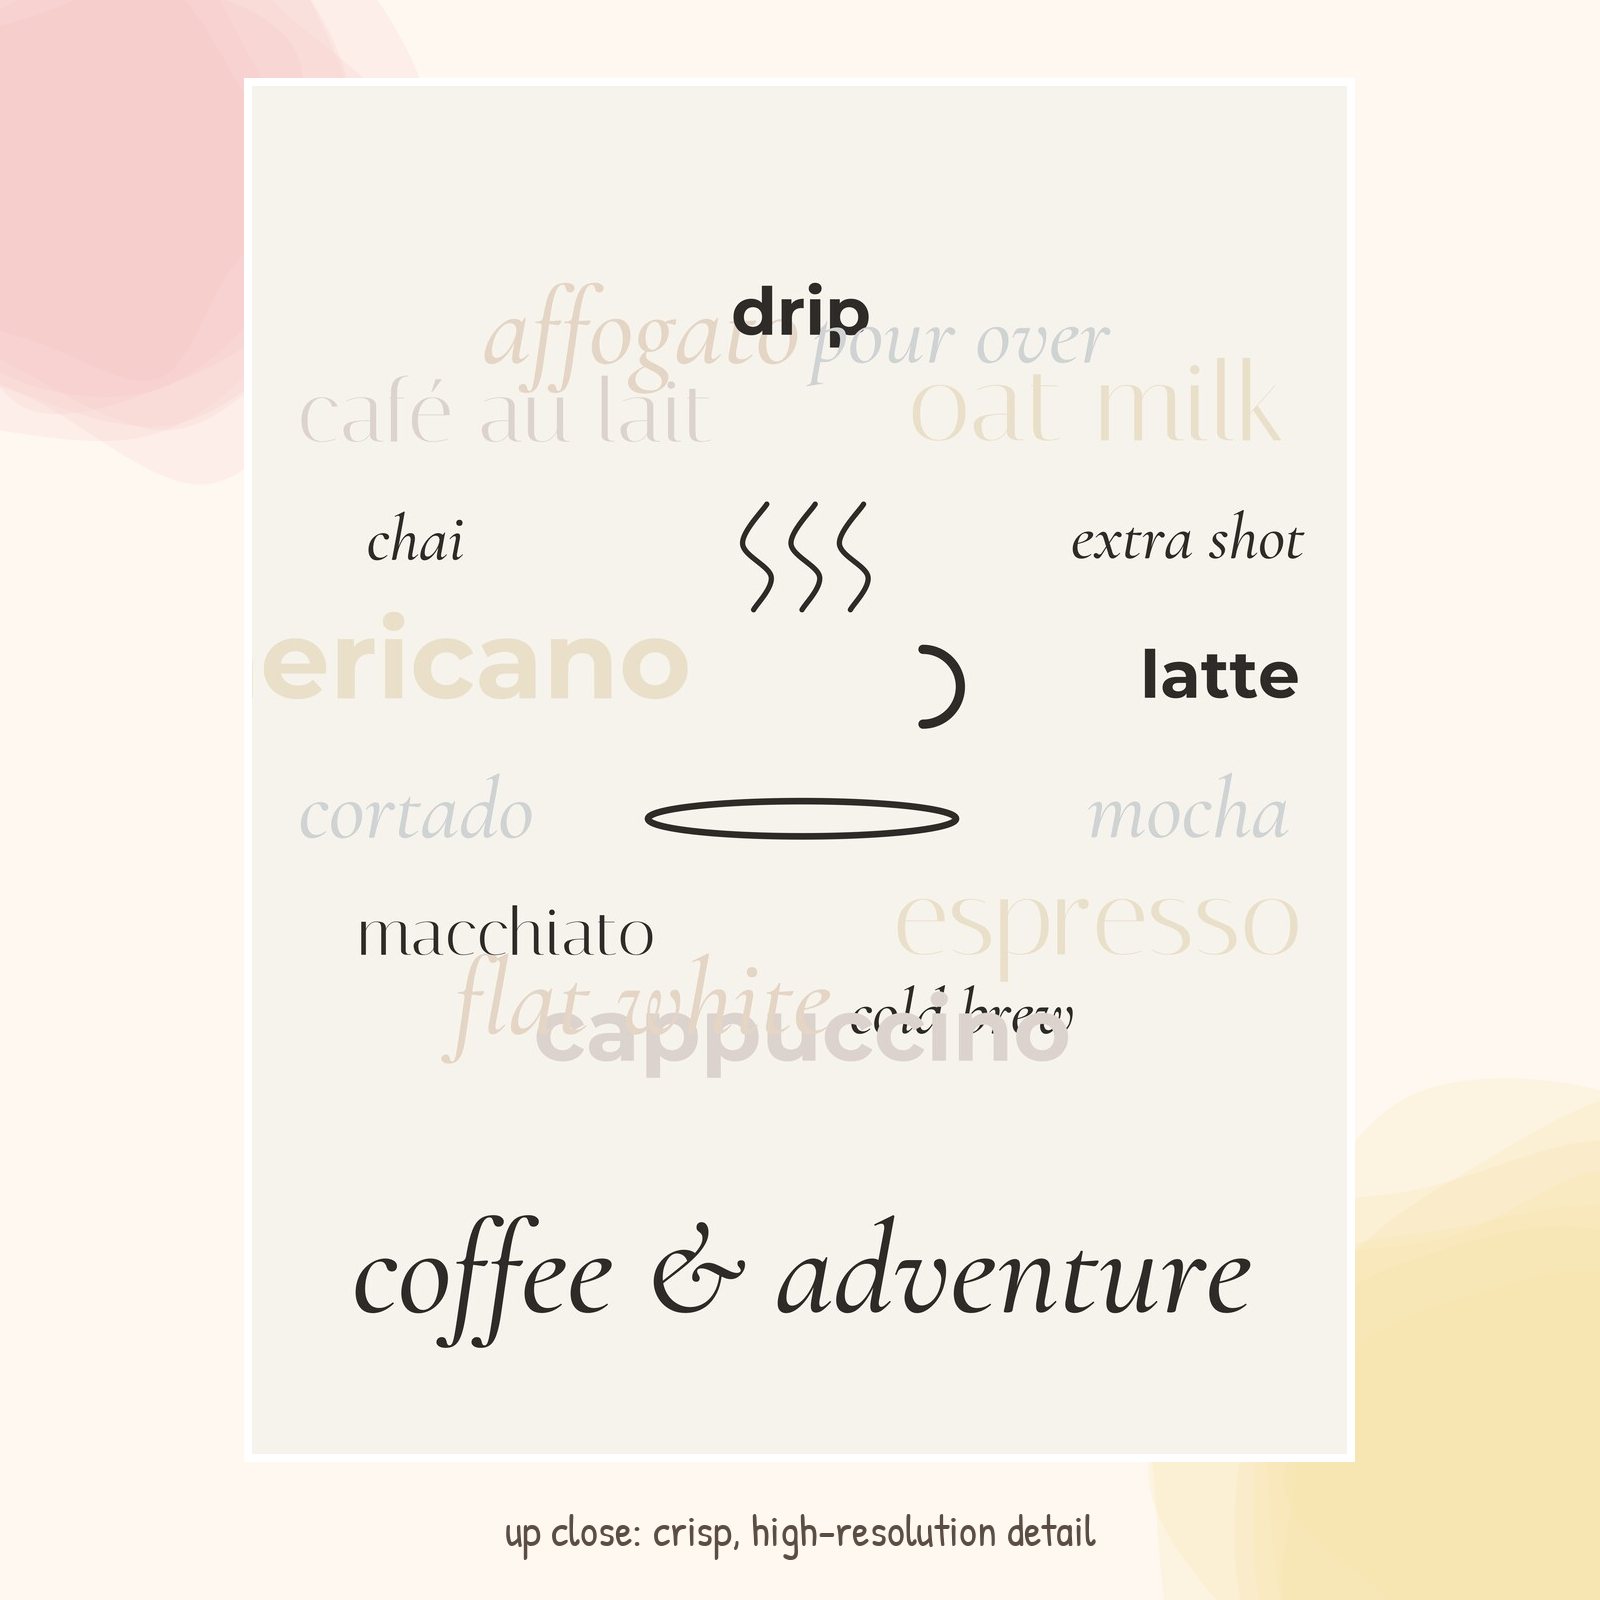 drip
affogato
pour over
café au lait
oat milk
chai
extra shot
ericano
latte
cortado
mocha
macchiato
espresso
flat white
cold brew
cappuccino
coffee & adventure
up close: crisp, high-resolution detail